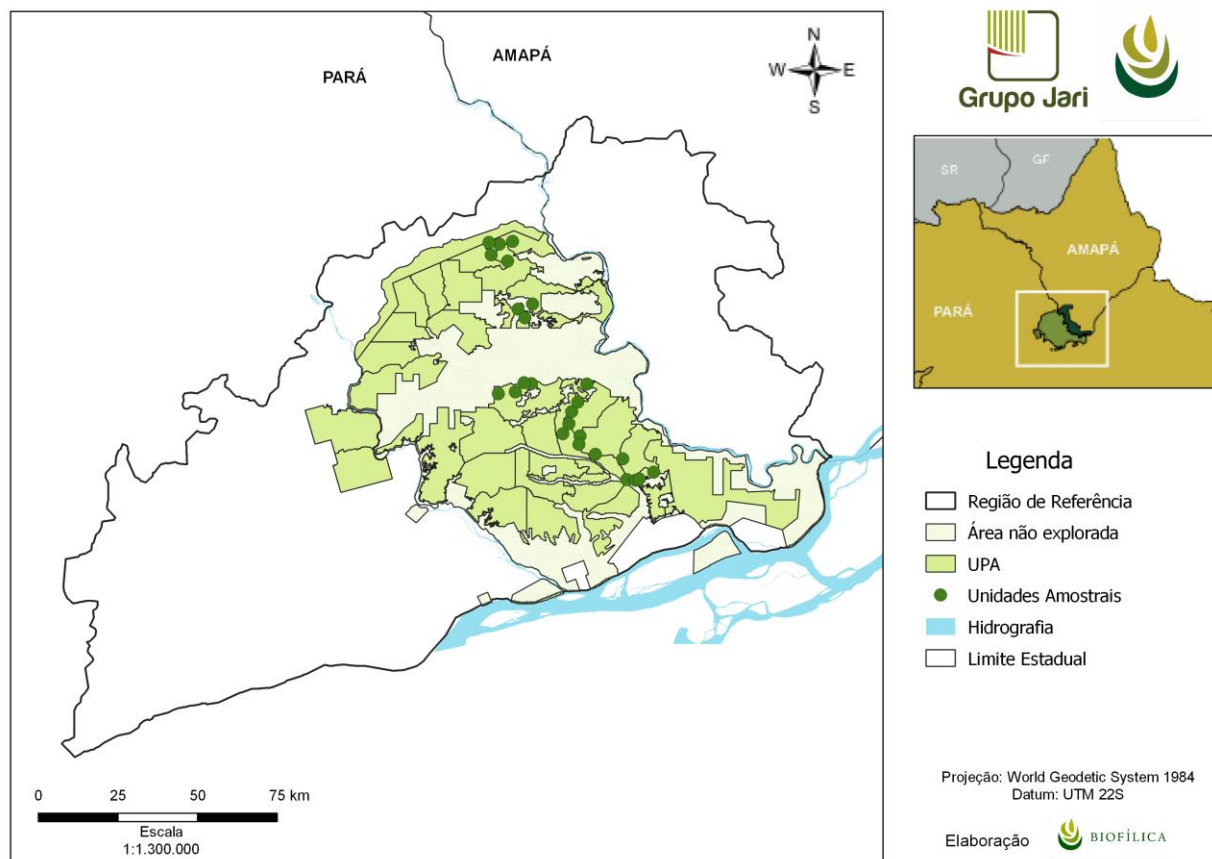 PARÁ
AMAPÁ
N
W
E
S
0 25 50 75 km
Escala
1:1.300.000
Grupo Jari
SR
GF
AMAPÁ
PARÁ
Legenda
Região de Referência
Área não explorada
UPA
Unidades Amostrais
Hidrografia
Limite Estadual
Projeção: World Geodetic System 1984
Datum: UTM 22S
Elaboração
BIOFÍLICA